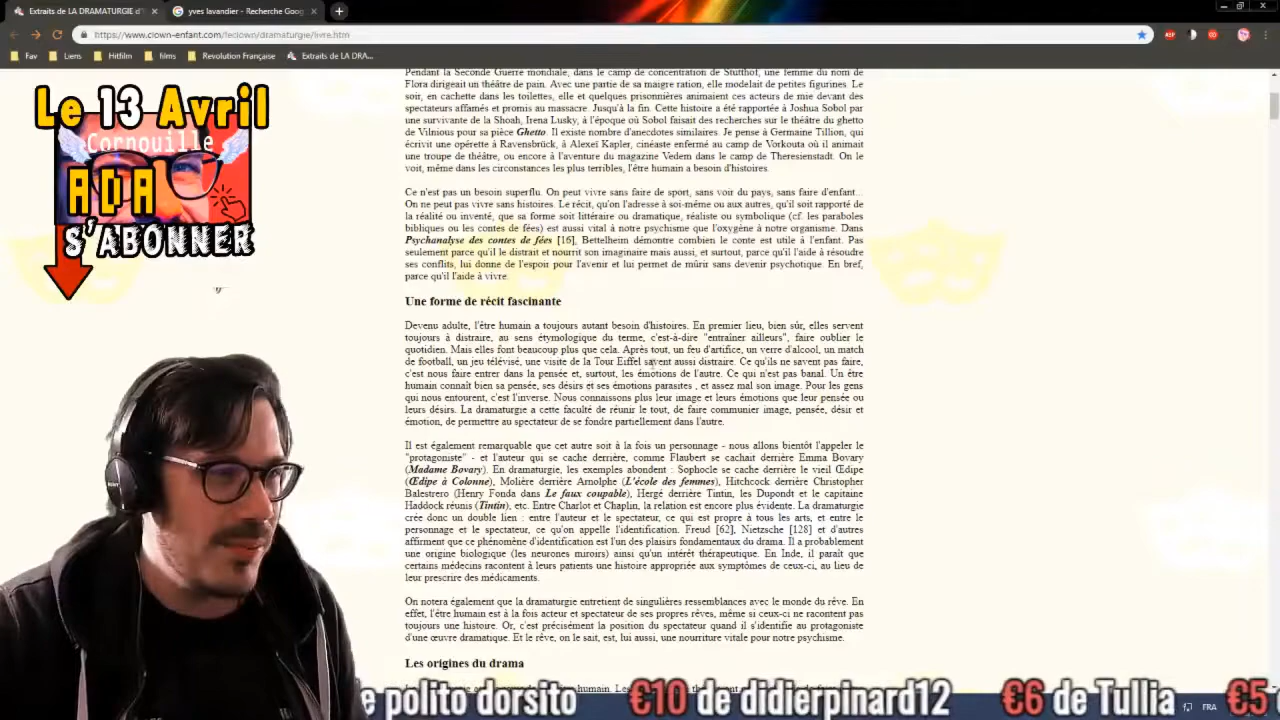 Extraits de LA DRAMATURGIE d'
yves lavandier - Recherche Goog
https://www.clown-enfant.com/leclown/dramaturgie/livre.htm
Fav
Liens
Hitfilm
films
Revolution Française
Extraits de LA DRA...
Le 13 Avril
Cornouille
ADA
S'ABONNER
Pendant la Seconde Guerre mondiale, dans le camp de concentration de Stutthof, une femme du nom de
Flora dirigeait un théâtre de pain. Avec une partie de sa maigre ration, elle modelait de petites figurines. Le
soir, en cachette dans les toilettes, elle et quelques prisonnières animaient ces acteurs de mie devant des
spectateurs affamés et promis au massacre. Jusqu'à la fin. Cette histoire a été rapportée à Joshua Sobol par
une survivante de la Shoah, Irena Lusky, à l'époque où Sobol faisait des recherches sur le théâtre du ghetto
de Vilnious pour sa pièce Ghetto. Il existe nombre d'anecdotes similaires. Je pense à Germaine Tillion, qui
écrivit une opérette à Ravensbrück, à Alexeï Kapler, cinéaste enfermé au camp de Vorkouta où il animait
une troupe de théâtre, ou encore à l'aventure du magazine Vedem dans le camp de Theresienstadt. On le
voit, même dans les circonstances les plus terribles, l'être humain a besoin d'histoires.
Ce n'est pas un besoin superflu. On peut vivre sans faire de sport, sans voir du pays, sans faire d'enfant...
On ne peut pas vivre sans histoires. Le récit, qu'on l'adresse à soi-même ou aux autres, qu'il soit rapporté de
la réalité ou inventé, que sa forme soit littéraire ou dramatique, réaliste ou symbolique (cf. les paraboles
bibliques ou les contes de fées) est aussi vital à notre psychisme que l'oxygène à notre organisme. Dans
Psychanalyse des contes de fées [16], Bettelheim démontre combien le conte est utile à l'enfant. Pas
seulement parce qu'il le distrait et nourrit son imaginaire mais aussi, et surtout, parce qu'il l'aide à résoudre
ses conflits, lui donne de l'espoir pour l'avenir et lui permet de mûrir sans devenir psychotique. En bref,
parce qu'il l'aide à vivre.
Une forme de récit fascinante
Devenu adulte, l'être humain a toujours autant besoin d'histoires. En premier lieu, bien sûr, elles servent
toujours à distraire, au sens étymologique du terme, c'est-à-dire "entraîner ailleurs", faire oublier le
quotidien. Mais elles font beaucoup plus que cela. Après tout, un feu d'artifice, un verre d'alcool, un match
de football, un jeu télévisé, une visite de la Tour Eiffel savent aussi distraire. Ce qu'ils ne savent pas faire,
c'est nous faire entrer dans la pensée et, surtout, les émotions de l'autre. Ce qui n'est pas banal. Un être
humain connaît bien sa pensée, ses désirs et ses émotions parasites , et assez mal son image. Pour les gens
qui nous entourent, c'est l'inverse. Nous connaissons plus leur image et leurs émotions que leur pensée ou
leurs désirs. La dramaturgie a cette faculté de réunir le tout, de faire communier image, pensée, désir et
émotion, de permettre au spectateur de se fondre partiellement dans l'autre.
Il est également remarquable que cet autre soit à la fois un personnage - nous allons bientôt l'appeler le
"protagoniste" - et l'auteur qui se cache derrière, comme Flaubert se cachait derrière Emma Bovary
(Madame Bovary). En dramaturgie, les exemples abondent : Sophocle se cache derrière le vieil Œdipe
(Œdipe à Colonne), Molière derrière Arnolphe (L'école des femmes), Hitchcock derrière Christopher
Balestrero (Henry Fonda dans Le faux coupable), Hergé derrière Tintin, les Dupondt et le capitaine
Haddock réunis (Tintin), etc. Entre Charlot et Chaplin, la relation est encore plus évidente. La dramaturgie
crée donc un double lien : entre l'auteur et le spectateur, ce qui est propre à tous les arts, et entre le
personnage et le spectateur, ce qu'on appelle l'identification. Freud [62], Nietzsche [128] et d'autres
affirment que ce phénomène d'identification est l'un des plaisirs fondamentaux du drama. Il a probablement
une origine biologique (les neurones miroirs) ainsi qu'un intérêt thérapeutique. En Inde, il paraît que
certains médecins racontent à leurs patients une histoire appropriée aux symptômes de ceux-ci, au lieu de
leur prescrire des médicaments.
On notera également que la dramaturgie entretient de singulières ressemblances avec le monde du rêve. En
effet, l'être humain est à la fois acteur et spectateur de ses propres rêves, même si ceux-ci ne racontent pas
toujours une histoire. Or, c'est précisément la position du spectateur quand il s'identifie au protagoniste
d'une œuvre dramatique. Et le rêve, on le sait, est, lui aussi, une nourriture vitale pour notre psychisme.
Les origines du drama
e polito dorsito €10 de didierpinard12 €6 de Tullia €5
FRA